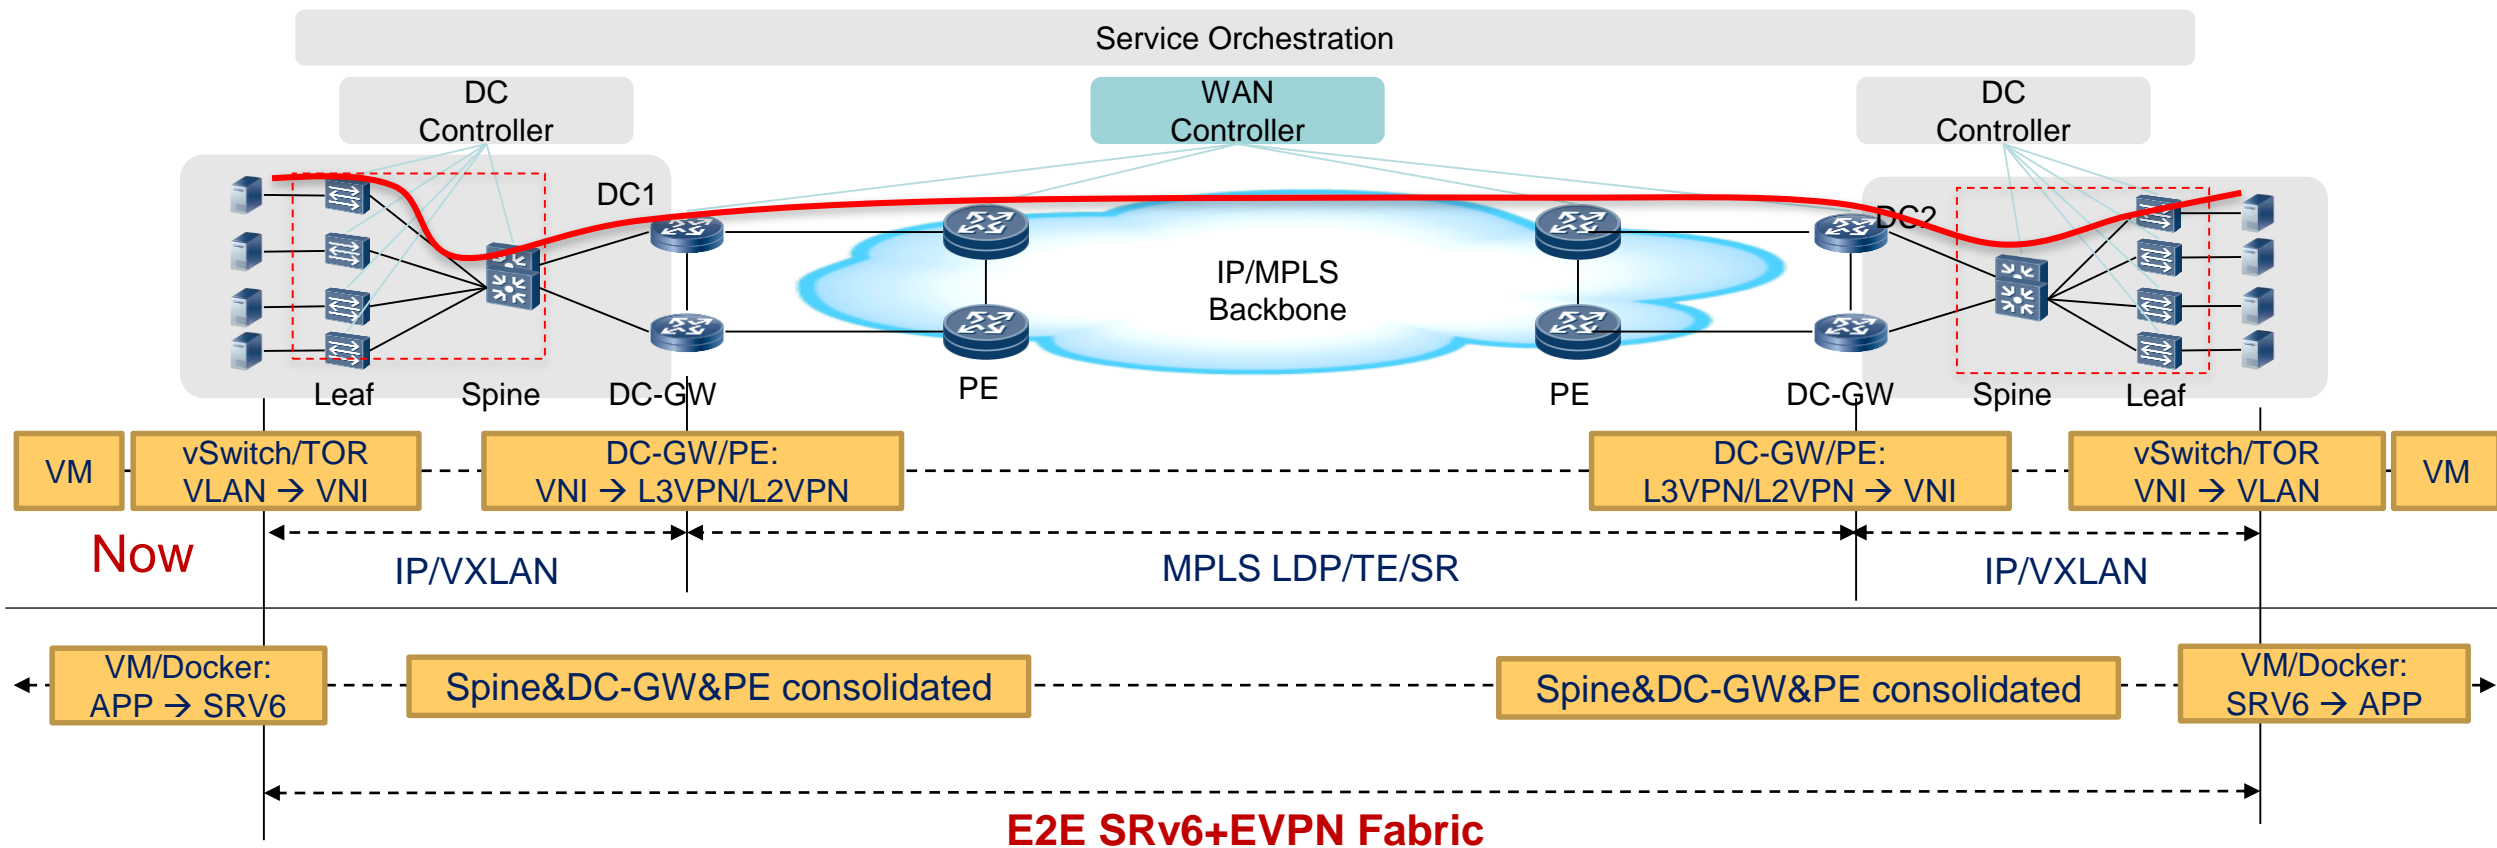 Service Orchestration
DC
Controller
WAN
Controller
DC
Controller
DC1
DC2
IP/MPLS
Backbone
Leaf
Spine
DC-GW
PE
PE
DC-GW
Spine
Leaf
VM
vSwitch/TOR
VLAN → VNI
DC-GW/PE:
VNI → L3VPN/L2VPN
DC-GW/PE:
L3VPN/L2VPN → VNI
vSwitch/TOR
VNI → VLAN
VM
Now
IP/VXLAN
MPLS LDP/TE/SR
IP/VXLAN
VM/Docker:
APP → SRV6
Spine&DC-GW&PE consolidated
Spine&DC-GW&PE consolidated
VM/Docker:
SRV6 → APP
E2E SRv6+EVPN Fabric